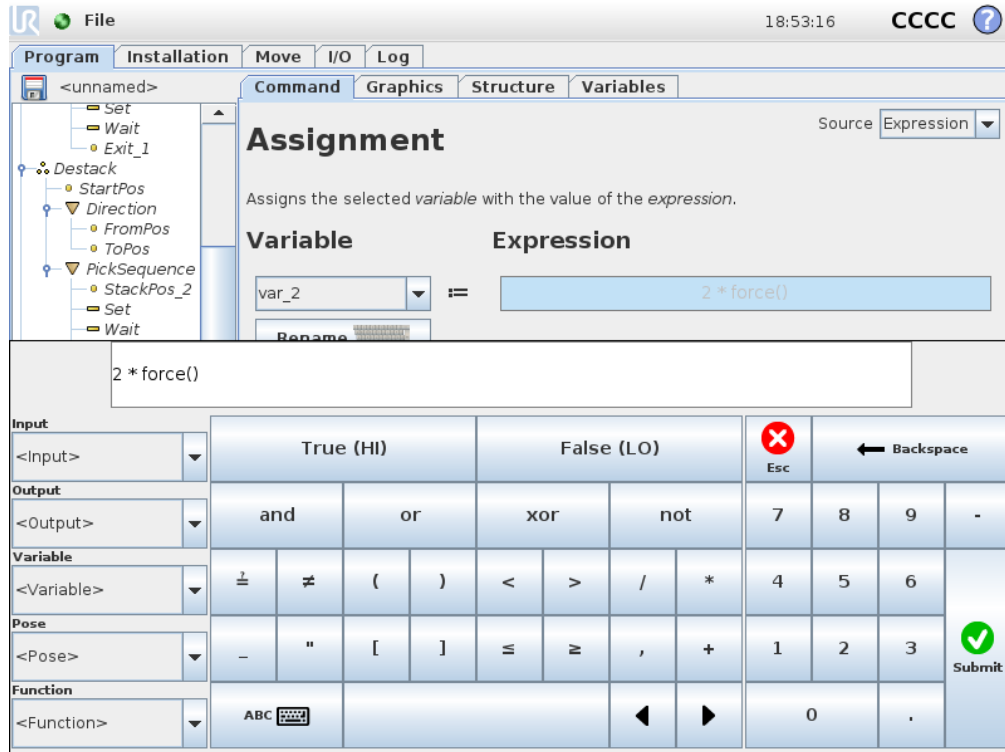 UR File 18:53:16 CCCC ?
Program Installation Move I/O Log
<unnamed> Command Graphics Structure Variables
Set
Wait
Exit_1
Destack
StartPos
Direction
FromPos
ToPos
PickSequence
StackPos_2
Set
Wait
Assignment
Source Expression
Assigns the selected variable with the value of the expression.
Variable Expression
var_2 := 2 * force()
Rename
2 * force()
Input
<Input> True (HI) False (LO) Esc Backspace
Output
<Output> and or xor not 7 8 9 -
Variable
<Variable> ≟ ≠ ( ) < > / * 4 5 6
Pose
<Pose> _ " [ ] ≤ ≥ , + 1 2 3 Submit
Function
<Function> ABC 0 .